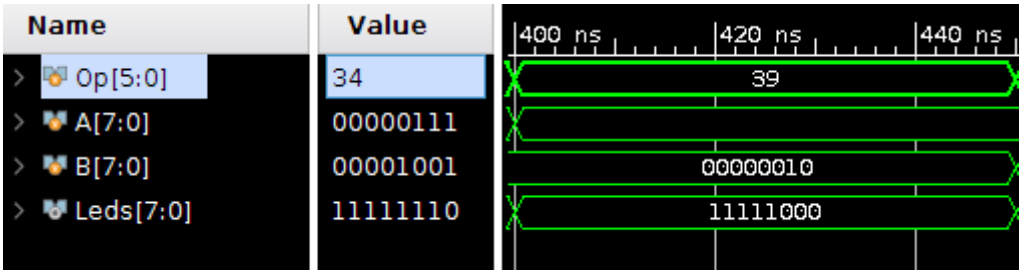 Name Value 400 ns 420 ns 440 ns
Op[5:0] 34 39
A[7:0] 00000111
B[7:0] 00001001 00000010
Leds[7:0] 11111110 11111000